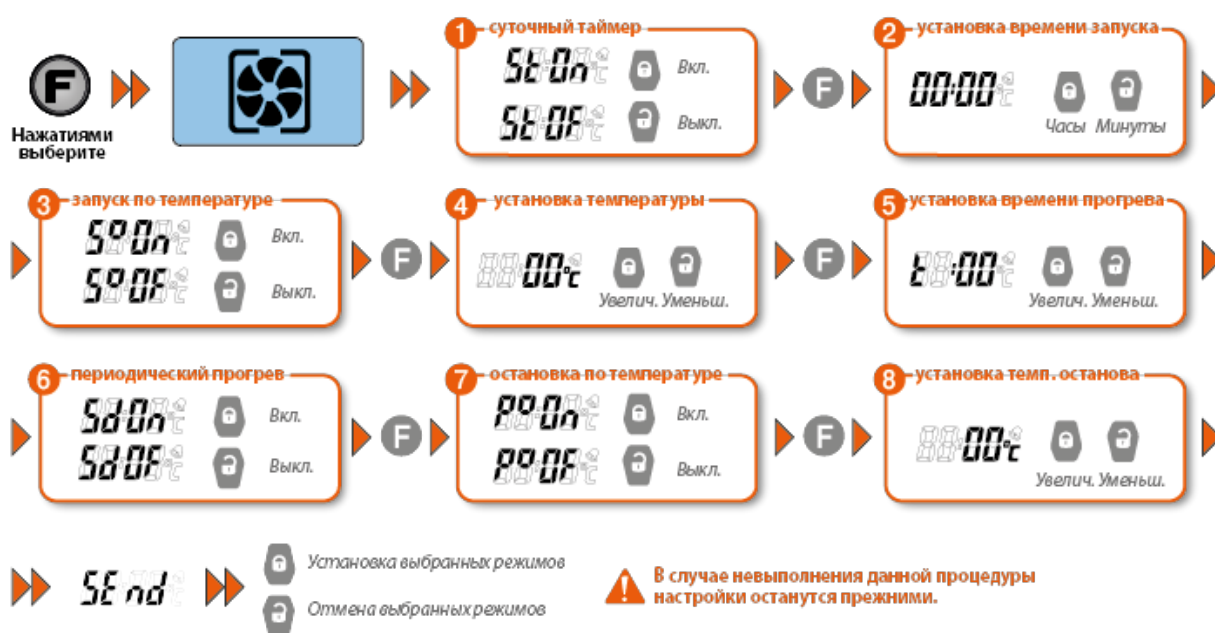 F
Нажатиями
выберите
1 суточный таймер
St On Вкл.
St OF Выкл.
F
2 установка времени запуска
00:00
Часы Минуты
3 запуск по температуре
S° On Вкл.
S° OF Выкл.
F
4 установка температуры
00°c
Увелич. Уменьш.
F
5 установка времени прогрева
t :00
Увелич. Уменьш.
6 периодический прогрев
Sd On Вкл.
Sd OF Выкл.
F
7 остановка по температуре
P° On Вкл.
P° OF Выкл.
F
8 установка темп. останова
00°c
Увелич. Уменьш.
SEnd
Установка выбранных режимов
Отмена выбранных режимов
В случае невыполнения данной процедуры
настройки останутся прежними.